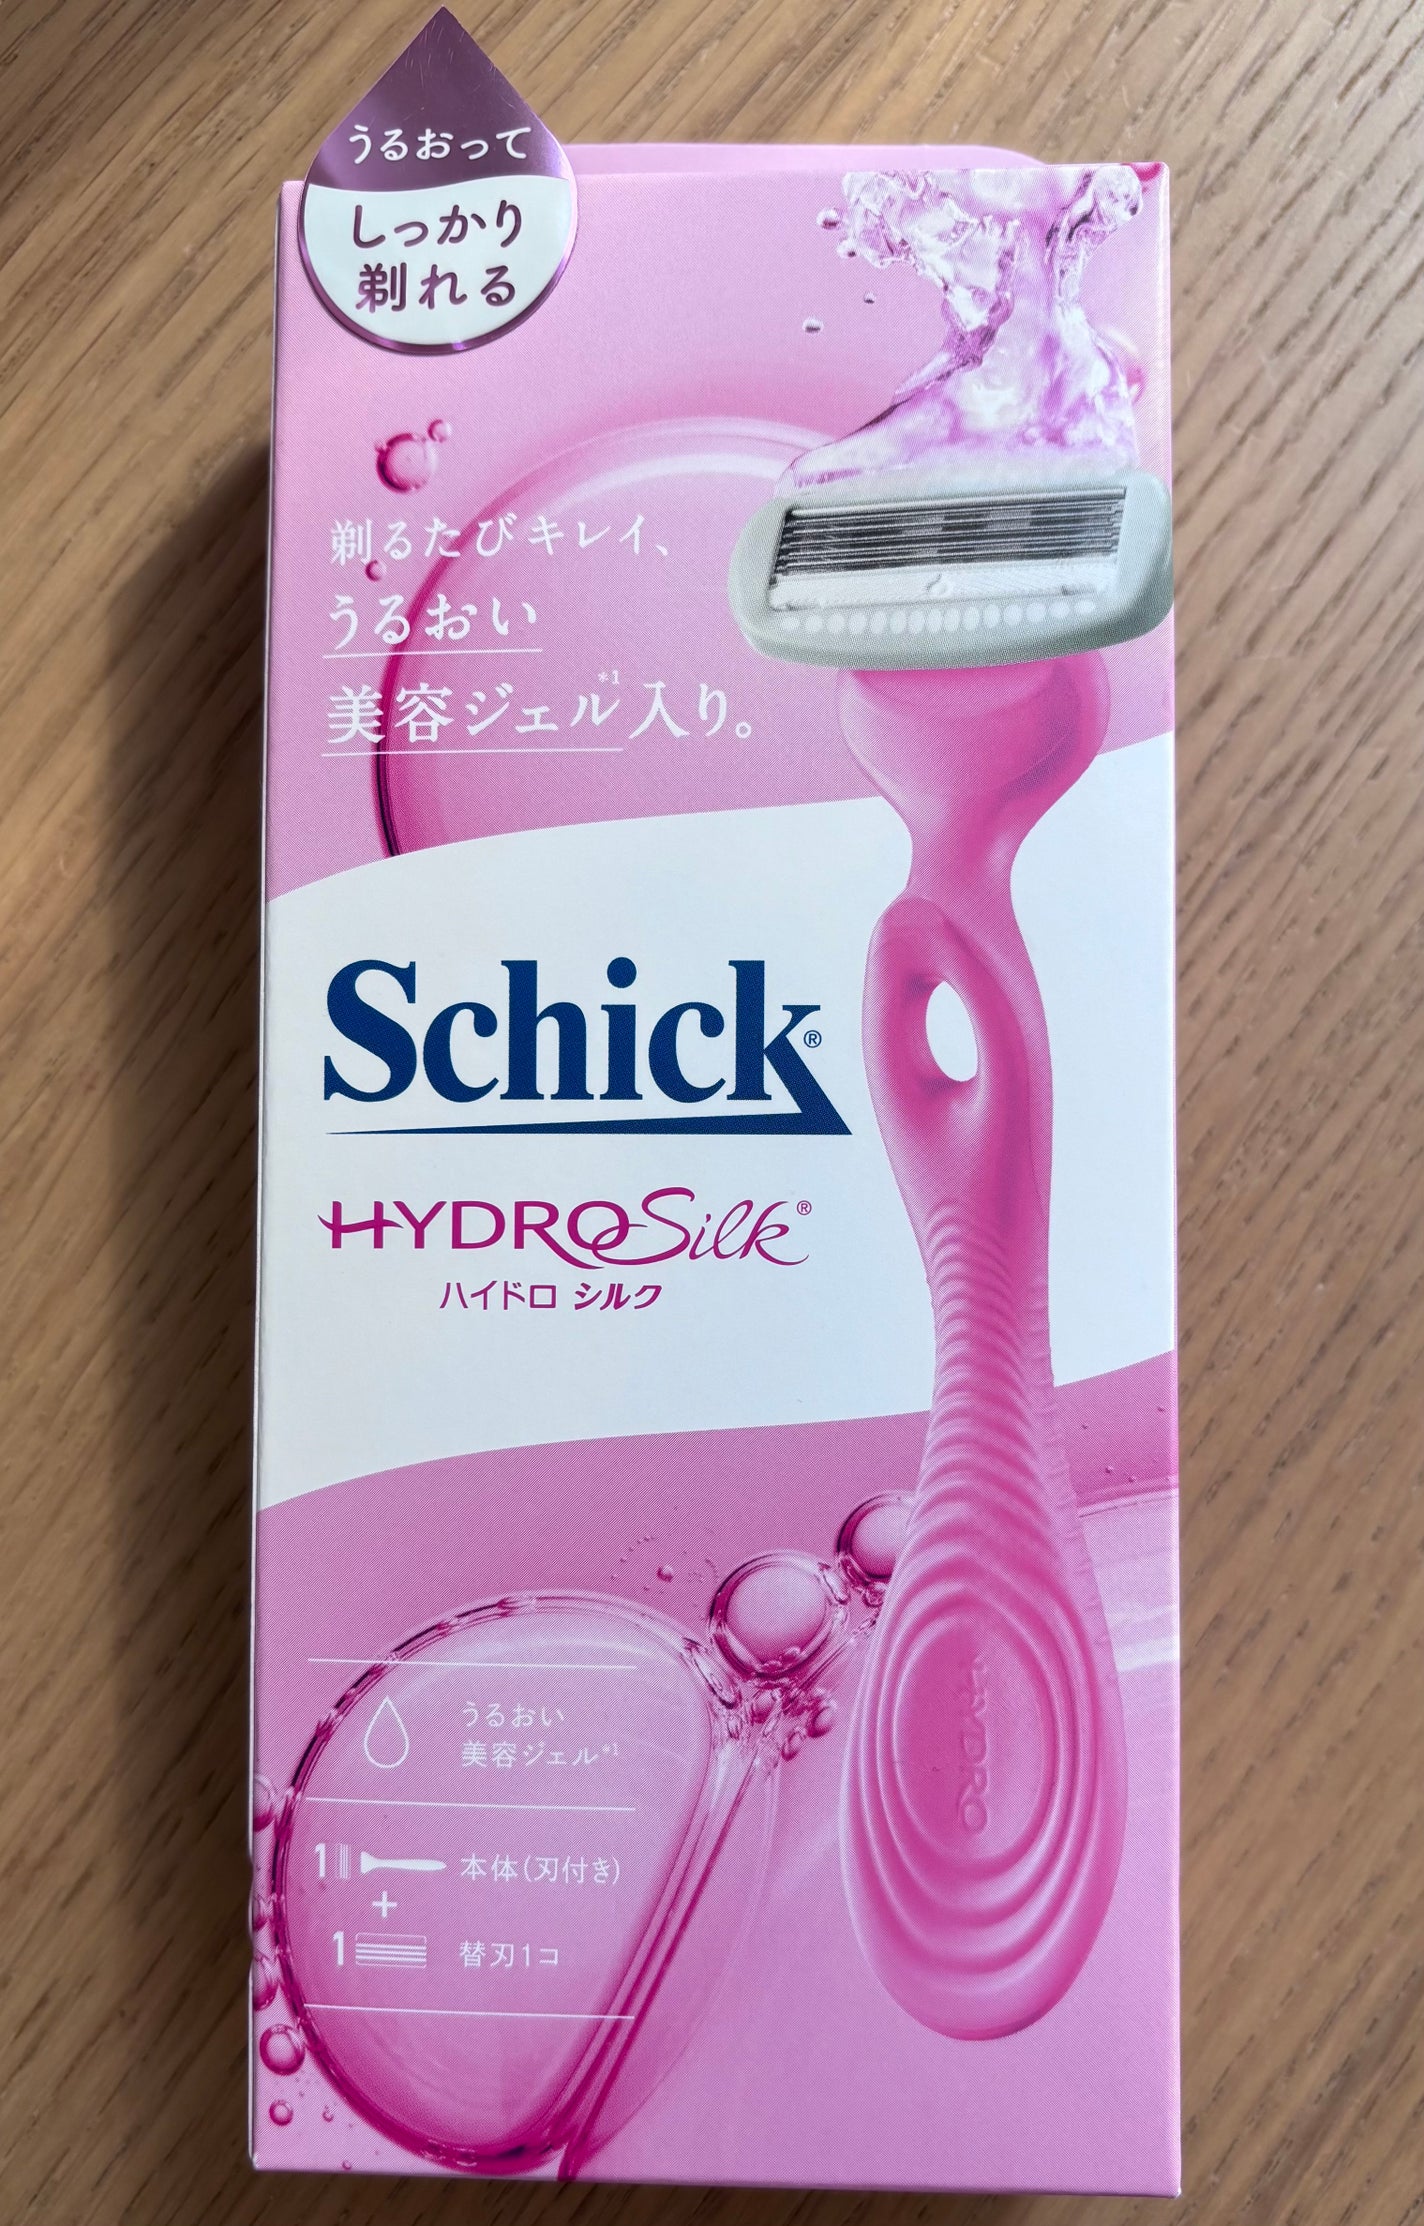 うるおって
しっかり
剃れる
剃るたびキレイ、
うるおい
美容ジェル*1入り。
Schick®
HYDROSilk®
ハイドロ シルク
うるおい
美容ジェル*1
1 本体(刃付き)
+
1 替刃1コ
HYDRO